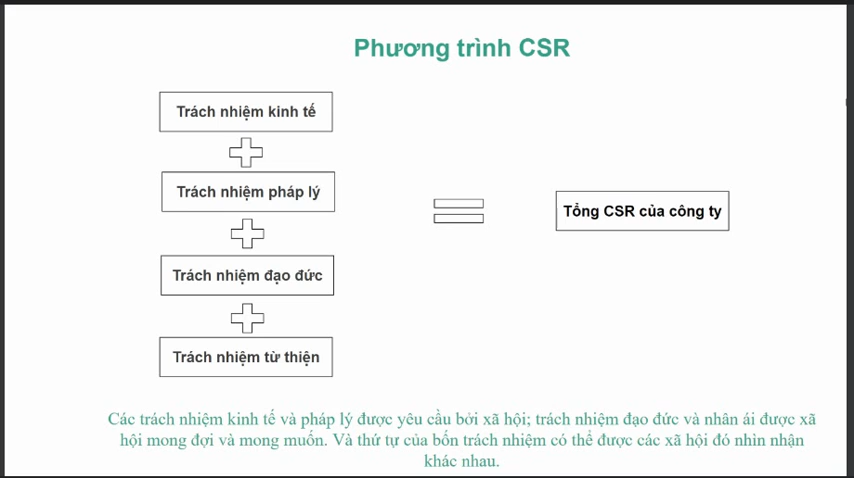 Phương trình CSR
Trách nhiệm kinh tế
Trách nhiệm pháp lý
Trách nhiệm đạo đức
Trách nhiệm từ thiện
Tổng CSR của công ty
Các trách nhiệm kinh tế và pháp lý được yêu cầu bởi xã hội; trách nhiệm đạo đức và nhân ái được xã
hội mong đợi và mong muốn. Và thứ tự của bốn trách nhiệm có thể được các xã hội đó nhìn nhận
khác nhau.